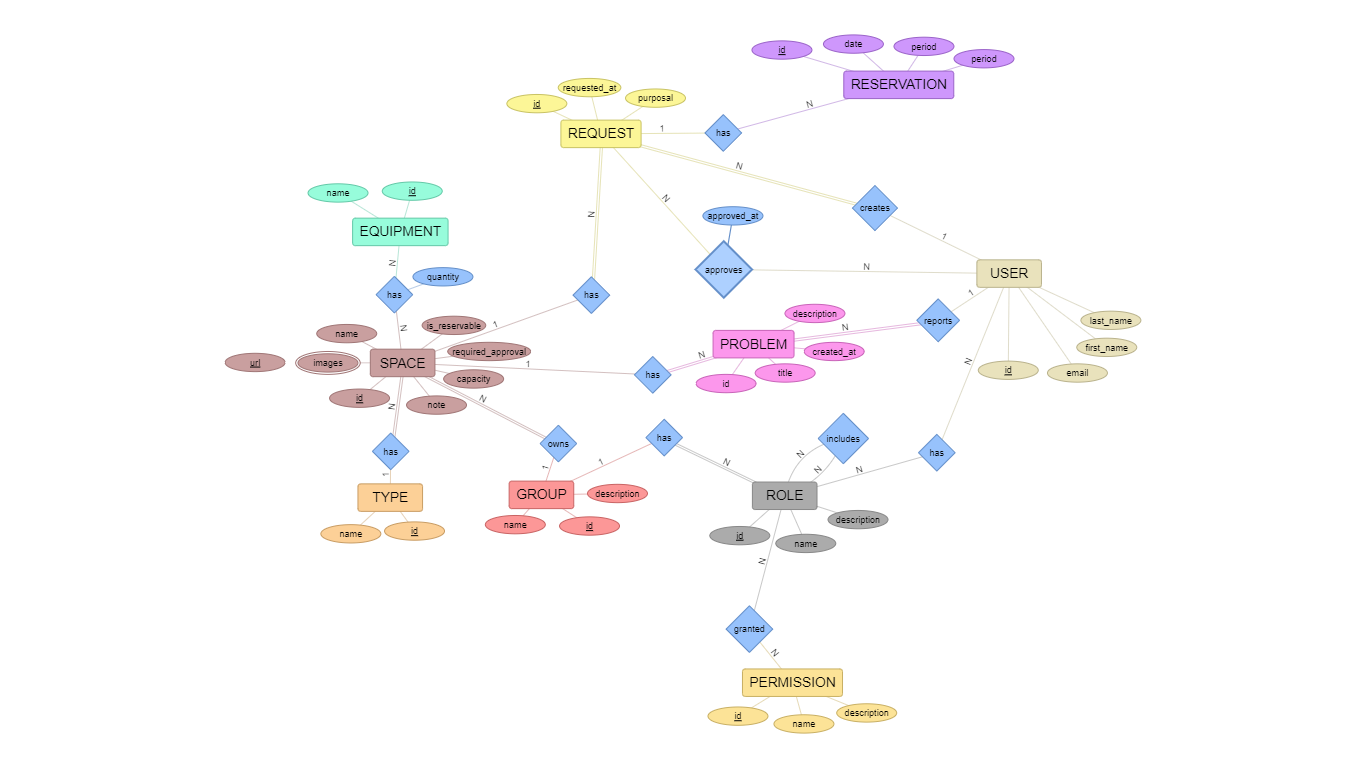 id
date
period
period
RESERVATION
id
requested_at
purposal
REQUEST
1
has
N
N
N
N
creates
1
name
id
EQUIPMENT
N
has
quantity
N
approved_at
approves
N
USER
1
reports
N
last_name
first_name
id
email
N
has
1
is_reservable
name
required_approval
url
images
SPACE
capacity
id
note
1
has
N
description
PROBLEM
created_at
id
title
N
has
1
TYPE
name
id
N
owns
1
GROUP
description
name
id
1
has
N
N
includes
N
N
has
ROLE
id
name
description
N
granted
N
PERMISSION
id
name
description